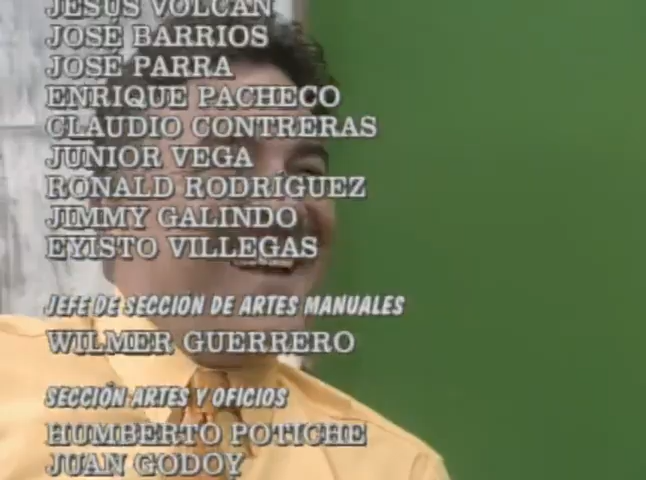 JESÚS VOLCÁN
JOSÉ BARRIOS
JOSÉ PARRA
ENRIQUE PACHECO
CLAUDIO CONTRERAS
JUNIOR VEGA
RONALD RODRÍGUEZ
JIMMY GALINDO
EYISTO VILLEGAS
JEFE DE SECCIÓN DE ARTES MANUALES
WILMER GUERRERO
SECCIÓN ARTES Y OFICIOS
HUMBERTO POTICHE
JUAN GODOY